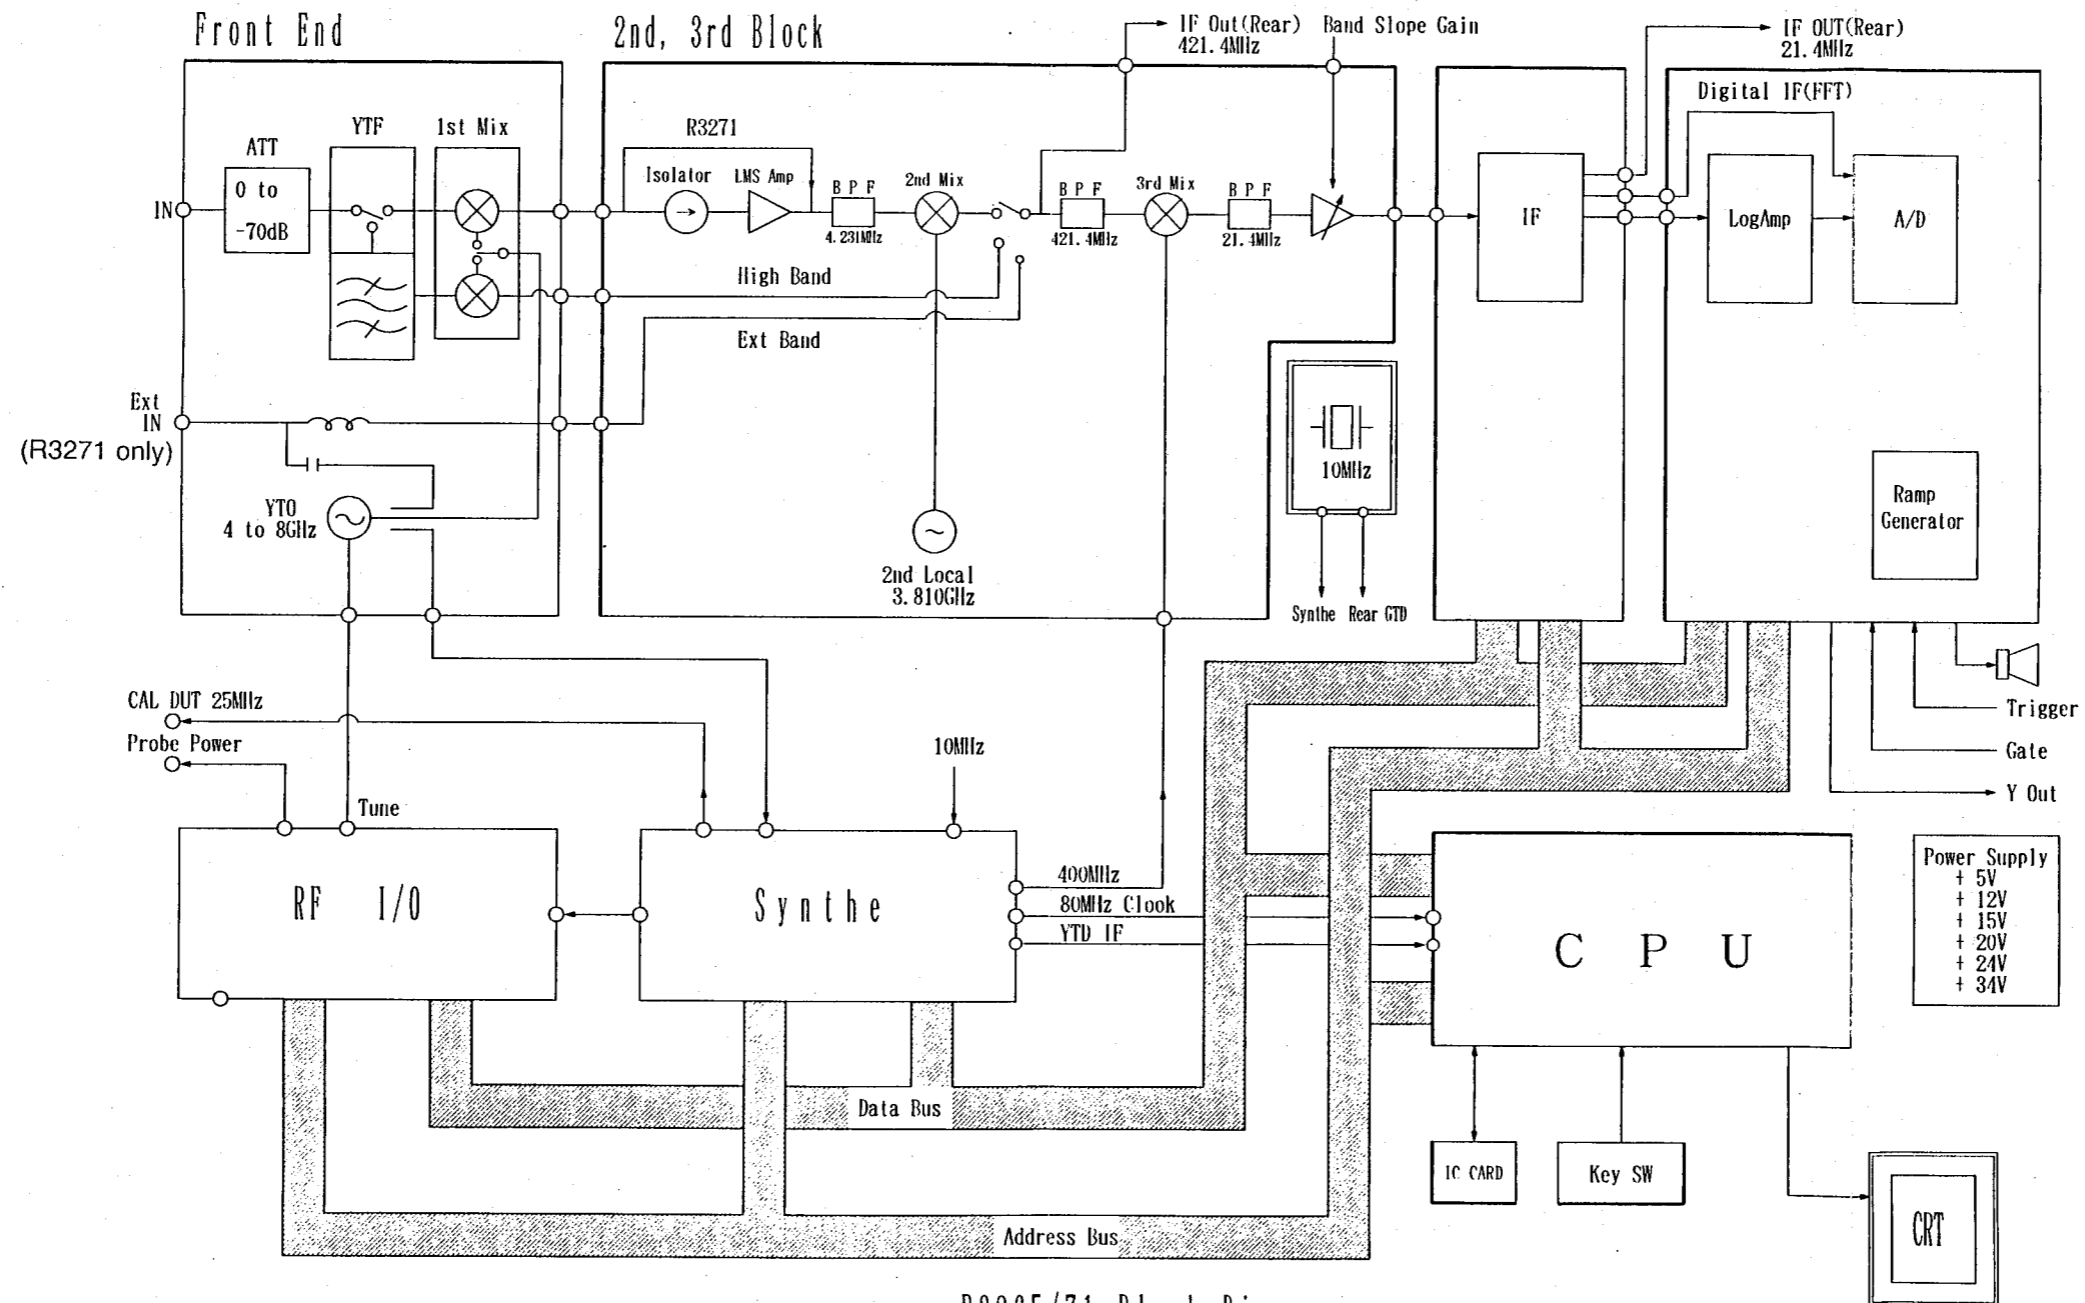 Front End
2nd, 3rd Block
IF Out(Rear)
421.4MHz
Band Slope Gain
IF OUT(Rear)
21.4MHz
Digital IF(FFT)
ATT
0 to
-70dB
YTF
1st Mix
R3271
Isolator
LMS Amp
B P F
4.231MHz
2nd Mix
B P F
421.4MHz
3rd Mix
B P F
21.4MHz
IF
LogAmp
A/D
IN
High Band
Ext Band
Ext
IN
(R3271 only)
YTO
4 to 8GHz
2nd Local
3.810GHz
10MHz
Synthe
Rear GTD
Ramp
Generator
Trigger
Gate
Y Out
CAL DUT 25MHz
Probe Power
Tune
10MHz
RF I/O
Synthe
400MHz
80MHz Clook
YTD IF
CPU
Power Supply
+ 5V
+ 12V
+ 15V
+ 20V
+ 24V
+ 34V
Data Bus
Address Bus
IC CARD
Key SW
CRT